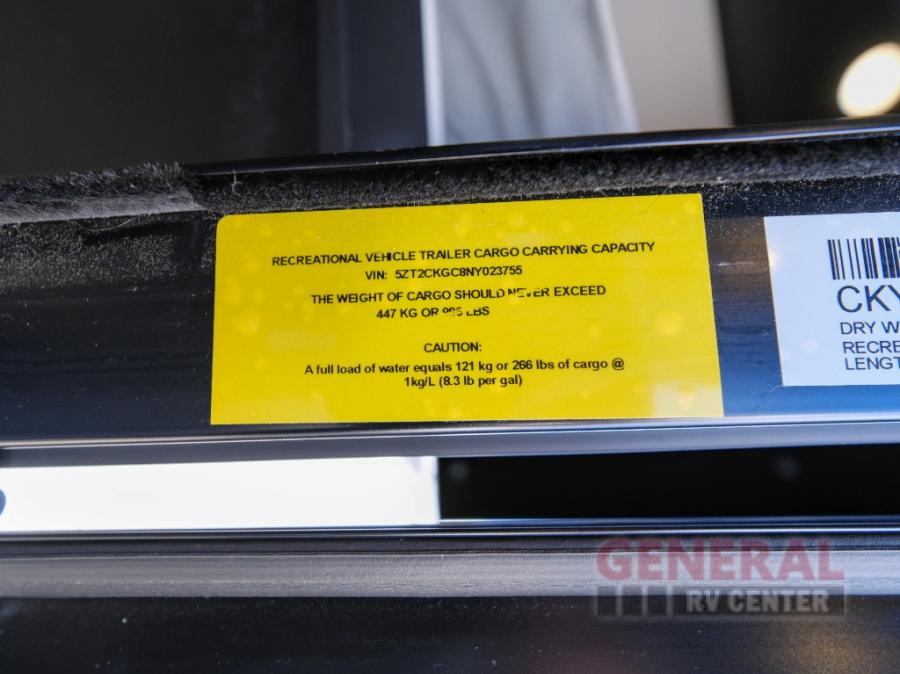 RECREATIONAL VEHICLE TRAILER CARGO CARRYING CAPACITY
VIN: 5ZT2CKGC8NY023755
THE WEIGHT OF CARGO SHOULD NEVER EXCEED
447 KG OR LBS
CAUTION:
A full load of water equals 121 kg or 266 lbs of cargo @
1kg/L (8.3 lb per gal)
CKY
DRY W
RECRE
LENGT
GENERAL
RV CENTER